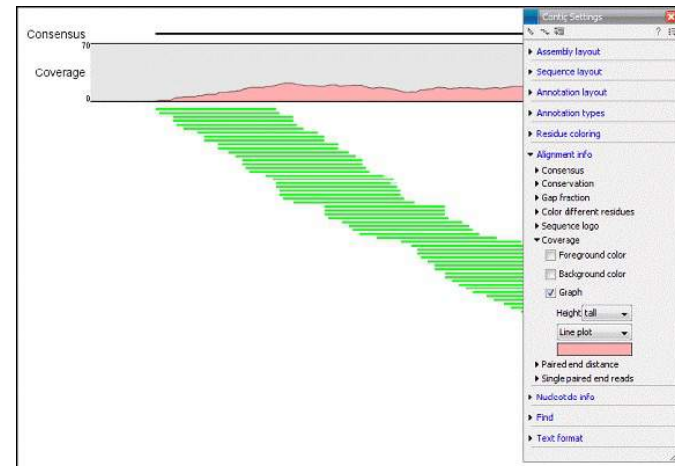 Contig Settings
?
Consensus
70
Coverage
0
Assembly layout
Sequence layout
Annotation layout
Annotation types
Residue coloring
Alignment info
Consensus
Conservation
Gap fraction
Color different residues
Sequence logo
Coverage
Foreground color
Background color
Graph
Height tall
Line plot
Paired end distance
Single paired end reads
Nucleotide info
Find
Text format